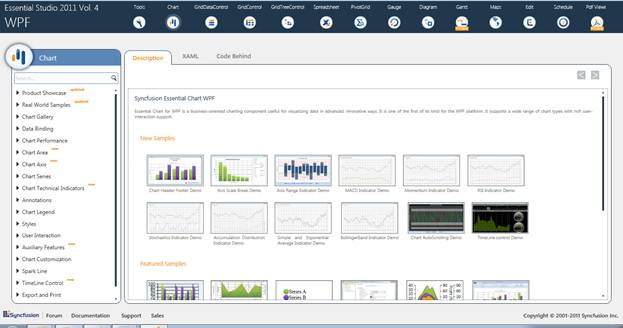 Essential Studio 2011 Vol. 4
WPF
Tools Chart GridDataControl GridControl GridTreeControl Spreadsheet PivotGrid Gauge Diagram Gantt Maps Edit Schedule Pdf Viewer
Chart
Search...
Product Showcase updated
Real World Samples updated
Chart Gallery
Data Binding
Chart Performance
Chart Area
Chart Axis
Chart Series
Chart Technical Indicators
Annotations
Chart Legend
Styles
User Interaction
Auxiliary Features
Chart Customization
Spark Line
TimeLine Control
Export and Print
Description XAML Code Behind
Syncfusion Essential Chart WPF
Essential Chart for WPF is a business-oriented charting component useful for visualizing data in advanced, innovative ways. It is one of the first of its kind for the WPF platform. It supports a wide range of chart types with rich user-
interaction support.
New Samples
Chart Header Footer Demo Axis Scale Break Demo Axis Range Indicator Demo MACD Indicator Demo Momentum Indicator Demo RSI Indicator Demo
Stochastics Indicator Demo Accumulation Distribution Indicator Demo Simple and Exponential Average Indicator Demo BollingerBand Indicator Demo Chart AutoScrolling Demo TimeLine control Demo
Featured Samples
Series A
Series B
Syncfusion Forum Documentation Support Sales Copyright © 2001-2011 Syncfusion Inc.